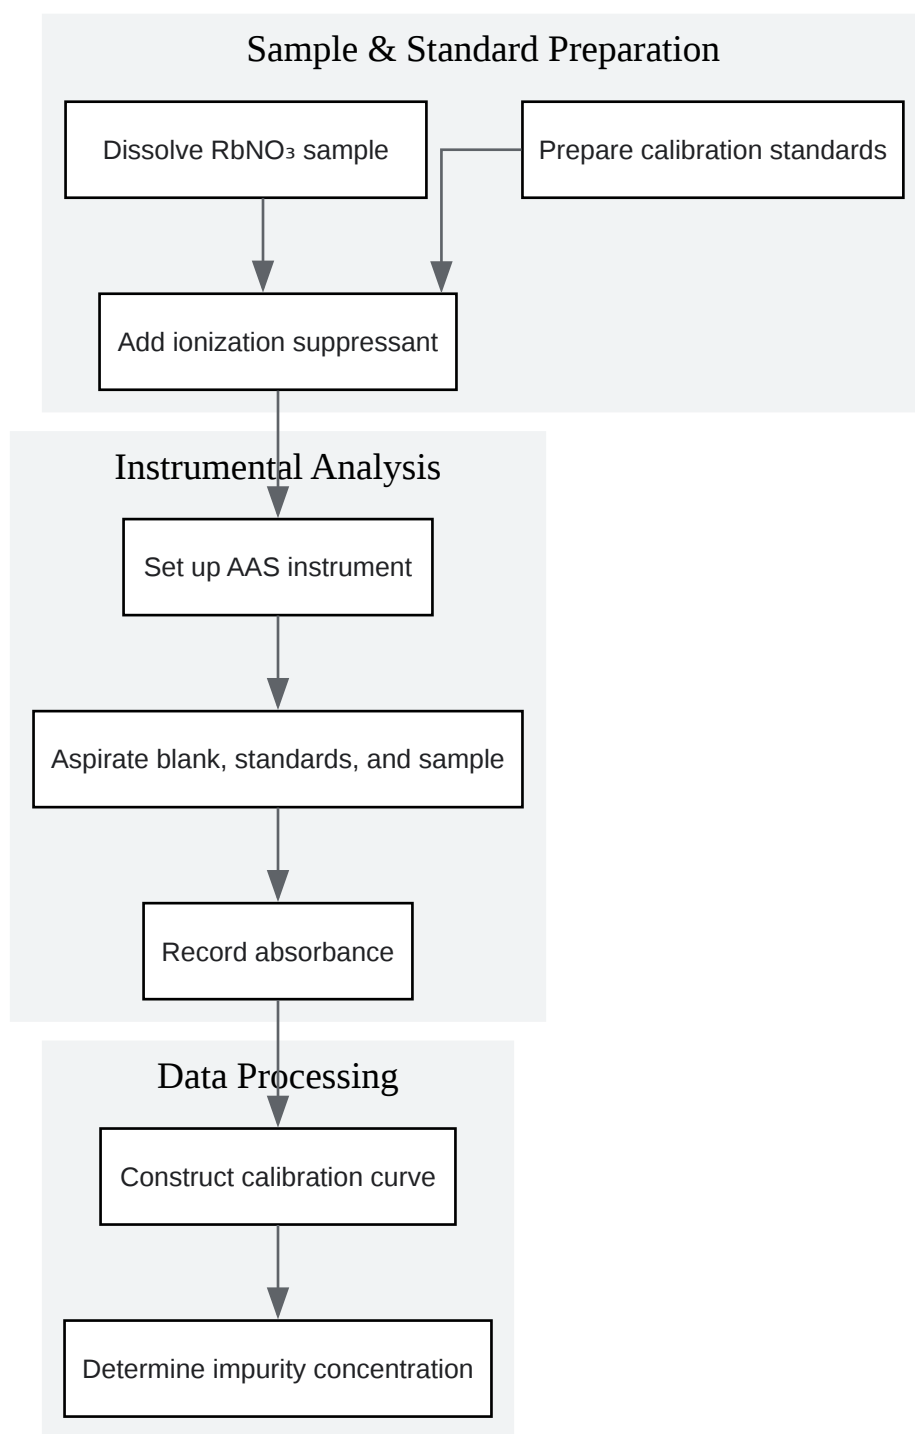 Sample & Standard Preparation
Dissolve RbNO₃ sample
Prepare calibration standards
Add ionization suppressant
Instrumental Analysis
Set up AAS instrument
Aspirate blank, standards, and sample
Record absorbance
Data Processing
Construct calibration curve
Determine impurity concentration